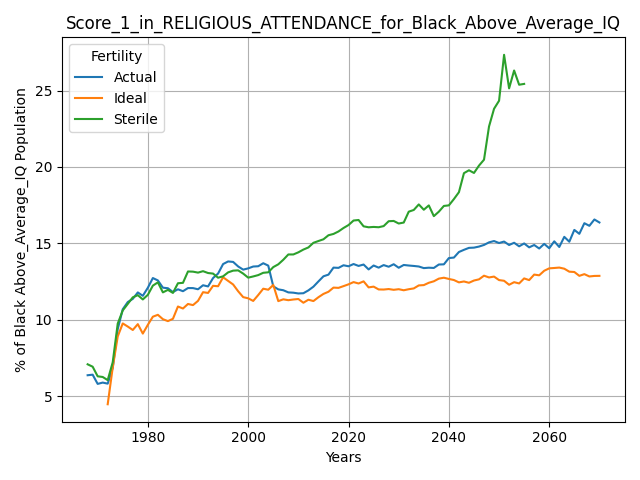 Score_1_in_RELIGIOUS_ATTENDANCE_for_Black_Above_Average_IQ
Fertility
Actual
Ideal
Sterile
% of Black Above_Average_IQ Population
25
20
15
10
5
1980 2000 2020 2040 2060
Years